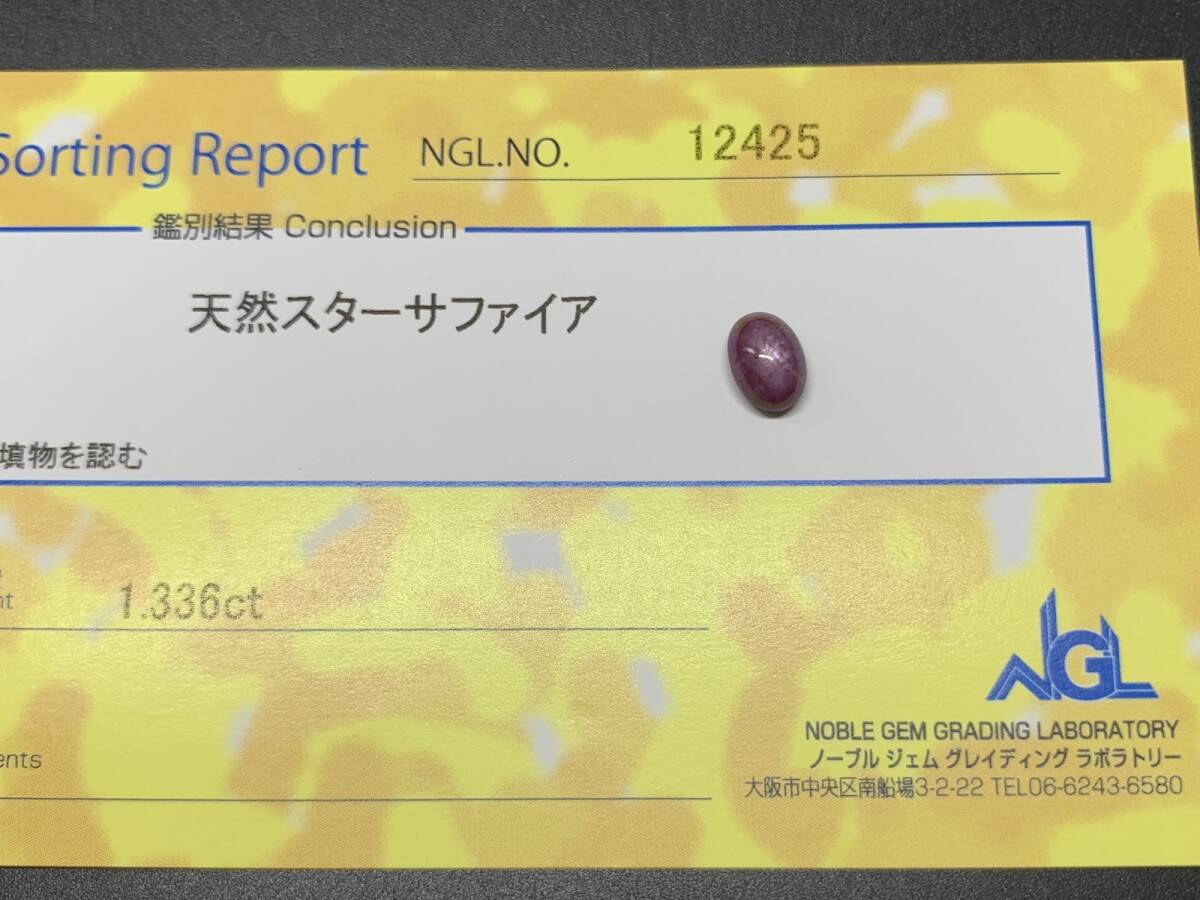 Sorting Report NGL.NO. 12425
鑑別結果 Conclusion
天然スターサファイア
填物を認む
1.336ct
NGL
NOBLE GEM GRADING LABORATORY
ノーブル ジェム グレイディング ラボラトリー
ents
大阪市中央区南船場3-2-22 TEL06-6243-6580